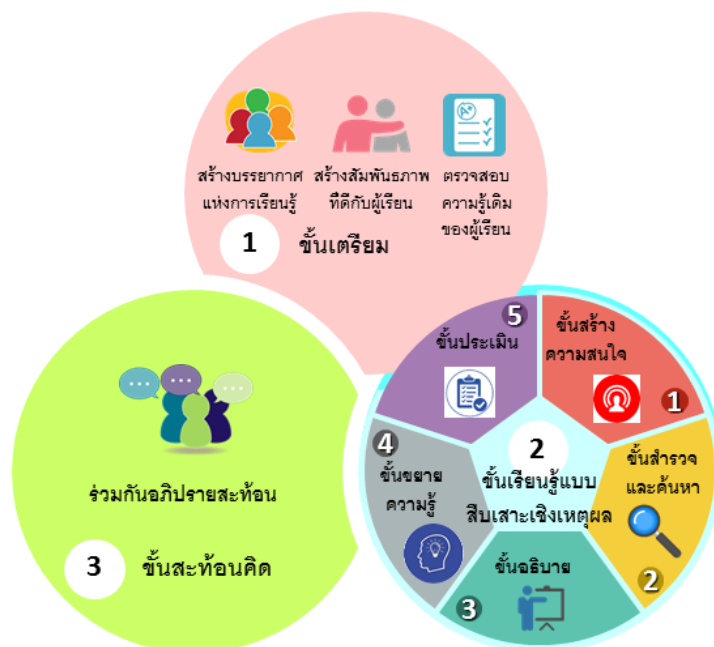 สร้างบรรยากาศ
แห่งการเรียนรู้
สร้างสัมพันธภาพ
ที่ดีกับผู้เรียน
A+
ตรวจสอบ
ความรู้เดิม
ของผู้เรียน
1 ขั้นเตรียม
2
ขั้นเรียนรู้แบบ
สืบเสาะเชิงเหตุผล
ขั้นสร้าง
ความสนใจ
1
ขั้นสำรวจ
และค้นหา
2
ขั้นอธิบาย
3
4
ขั้นขยาย
ความรู้
5
ขั้นประเมิน
ร่วมกันอภิปรายสะท้อน
3 ขั้นสะท้อนคิด